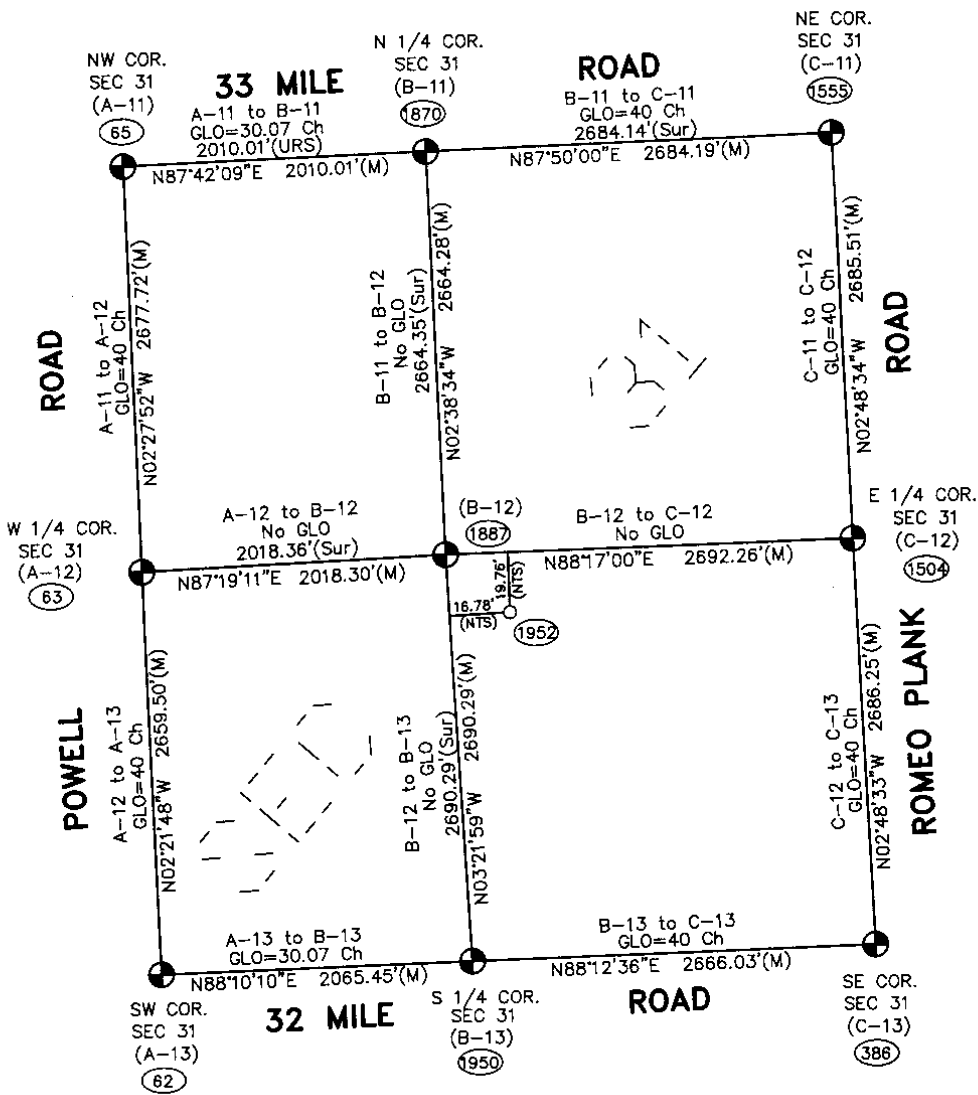 NW COR.
SEC 31
(A-11)
65
33 MILE
A-11 to B-11
GLO=30.07 Ch
2010.01'(URS)
N87°42'09"E 2010.01'(M)
N 1/4 COR.
SEC 31
(B-11)
1870
ROAD
B-11 to C-11
GLO=40 Ch
2684.14'(Sur)
N87°50'00"E 2684.19'(M)
NE COR.
SEC 31
(C-11)
1555
ROAD
A-11 to A-12
GLO=40 Ch
N02°27'52"W 2677.72'(M)
B-11 to B-12
No GLO
2664.35'(Sur)
N02°38'34"W 2664.28'(M)
C-11 to C-12
GLO=40 Ch
N02°48'34"W 2685.51'(M)
ROAD
W 1/4 COR.
SEC 31
(A-12)
63
A-12 to B-12
No GLO
2018.36'(Sur)
N87°19'11"E 2018.30'(M)
(B-12)
1887
B-12 to C-12
No GLO
N88°17'00"E 2692.26'(M)
E 1/4 COR.
SEC 31
(C-12)
1504
19.76'
(NTS)
16.78'
(NTS)
1952
POWELL
A-12 to A-13
GLO=40 Ch
N02°21'48"W 2659.50'(M)
B-12 to B-13
No GLO
2690.29'(Sur)
N03°21'59"W 2690.29'(M)
C-12 to C-13
GLO=40 Ch
N02°48'33"W 2686.25'(M)
ROMEO PLANK
A-13 to B-13
GLO=30.07 Ch
N88°10'10"E 2065.45'(M)
B-13 to C-13
GLO=40 Ch
N88°12'36"E 2666.03'(M)
SW COR.
SEC 31
(A-13)
62
32 MILE
S 1/4 COR.
SEC 31
(B-13)
1950
ROAD
SE COR.
SEC 31
(C-13)
386